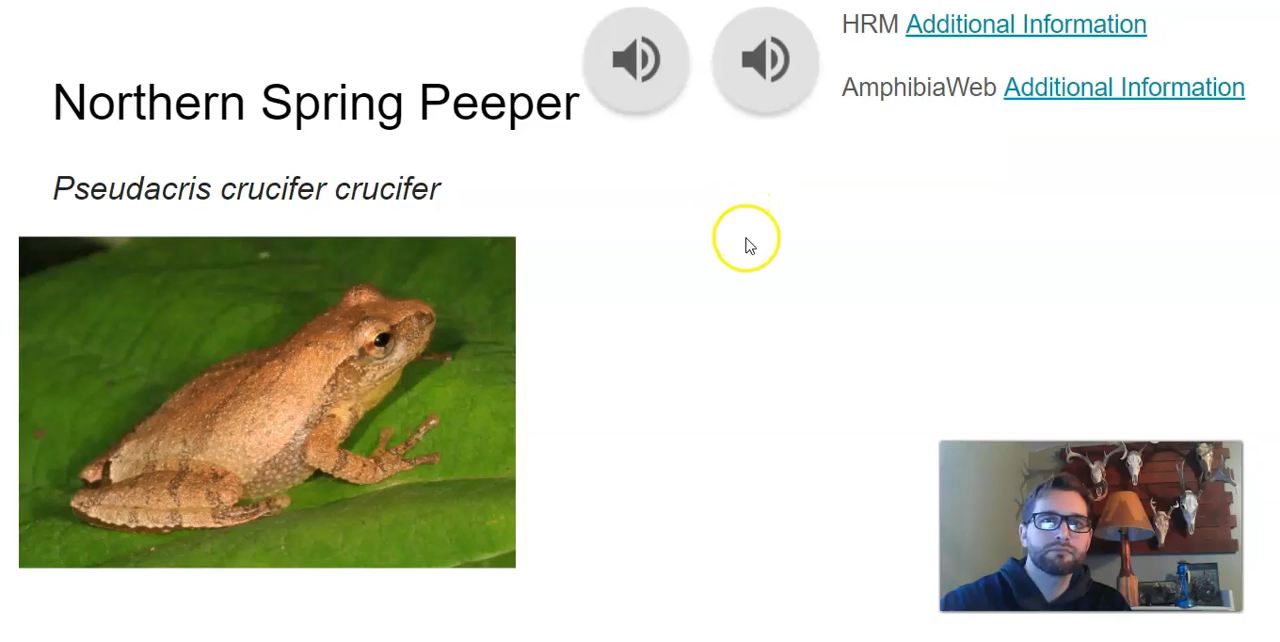 HRM Additional Information
AmphibiaWeb Additional Information
Northern Spring Peeper
Pseudacris crucifer crucifer